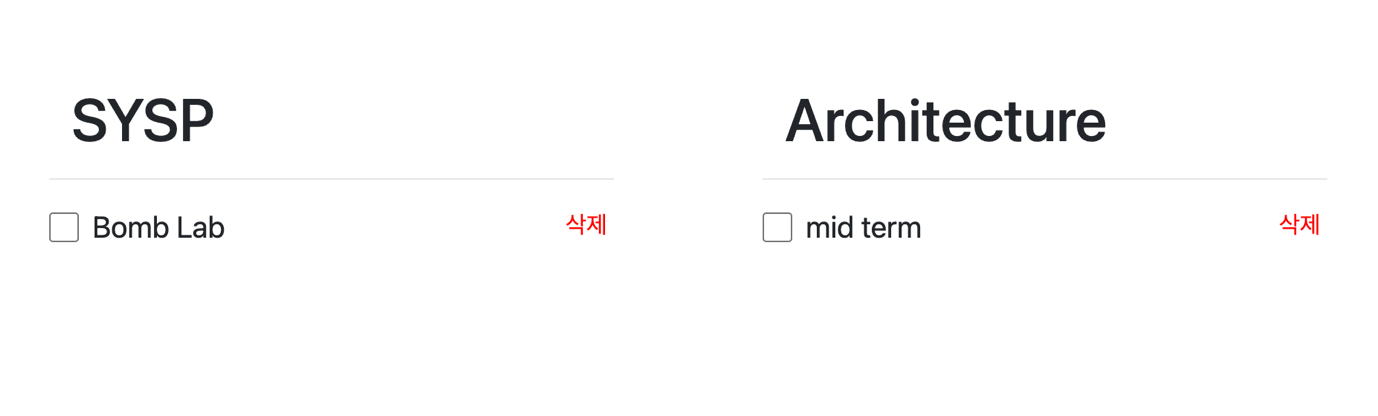 SYSP
Bomb Lab 삭제
Architecture
mid term 삭제